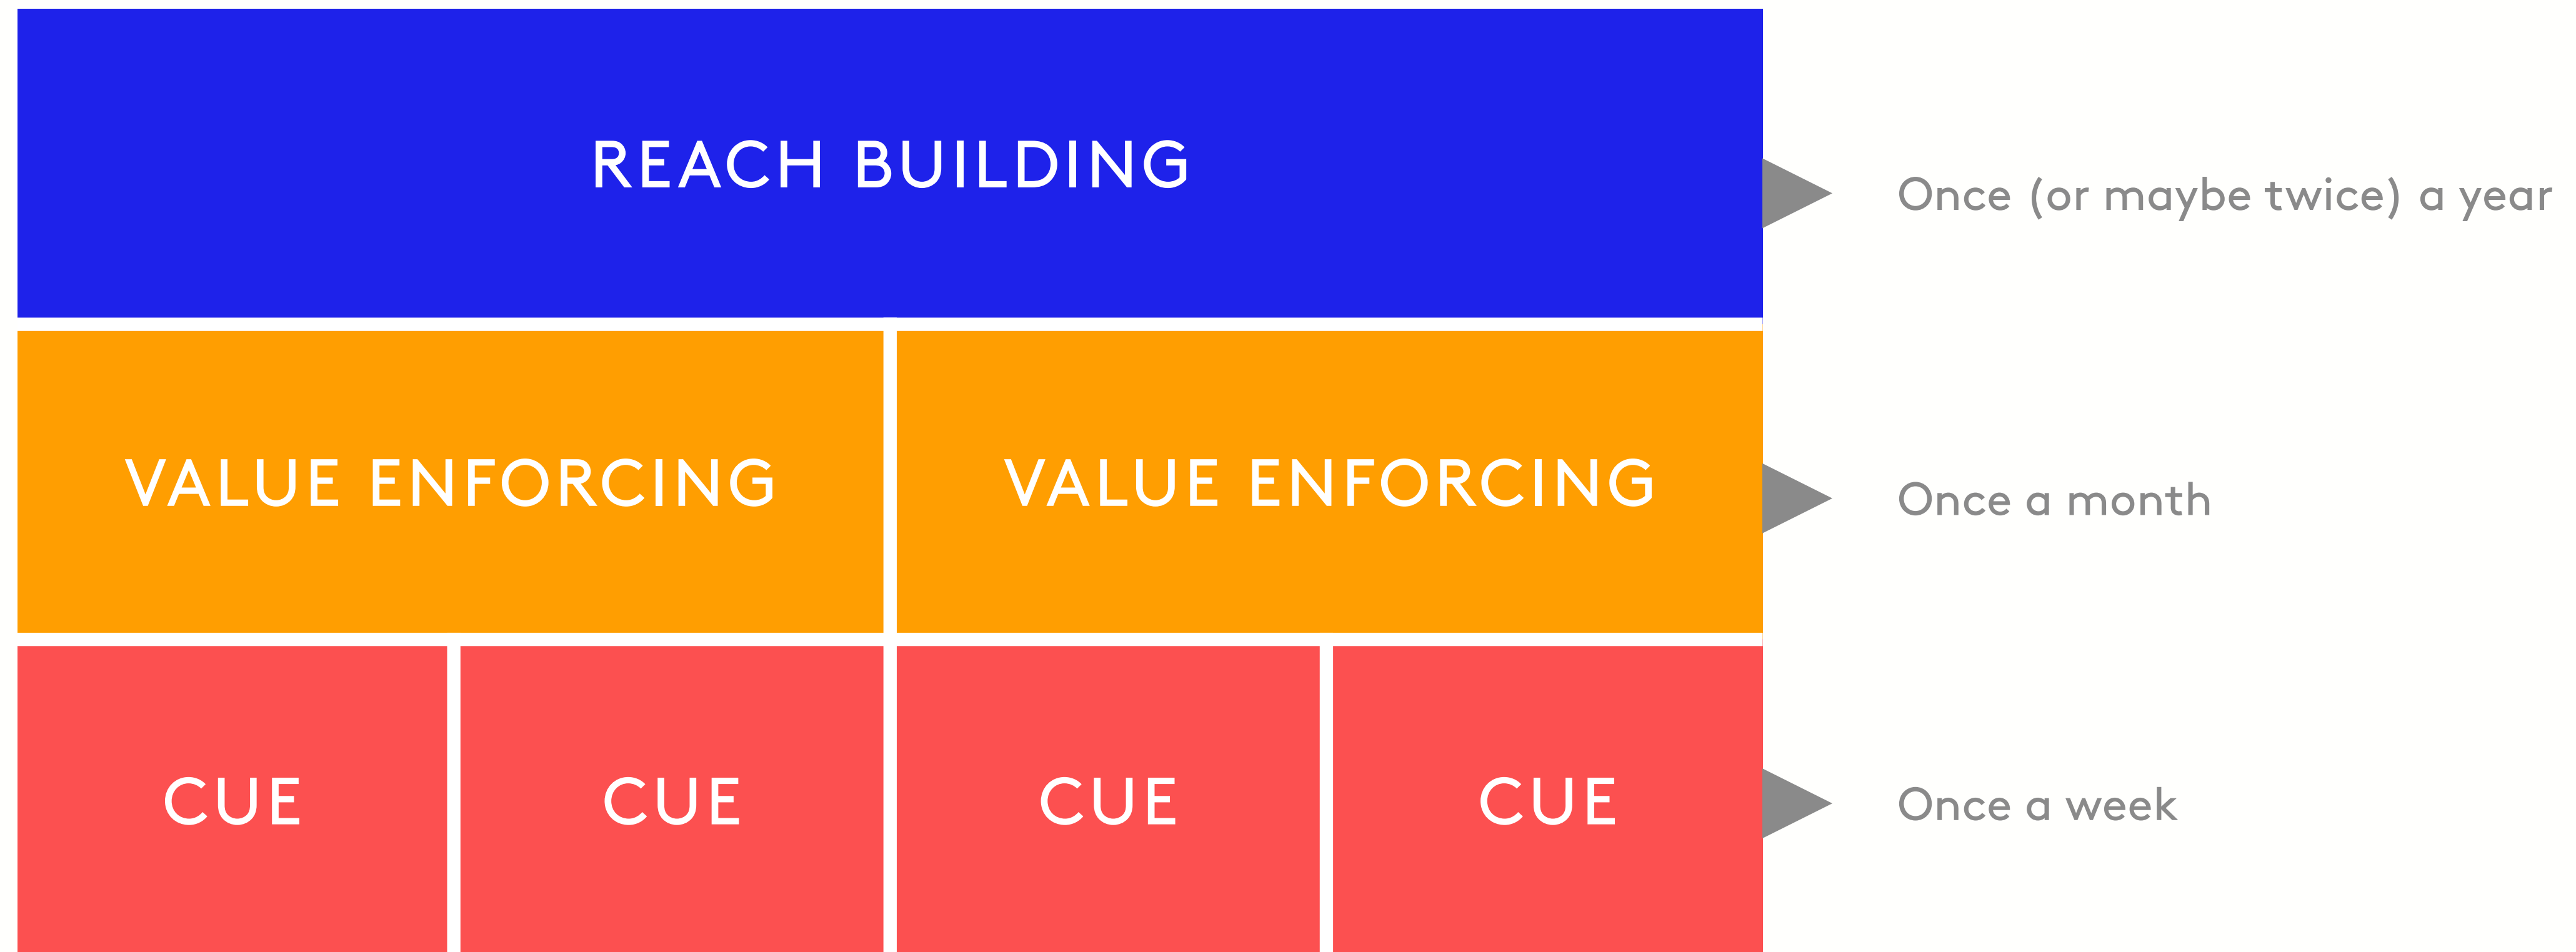 REACH BUILDING
Once (or maybe twice) a year
VALUE ENFORCING
VALUE ENFORCING
Once a month
CUE
CUE
CUE
CUE
Once a week